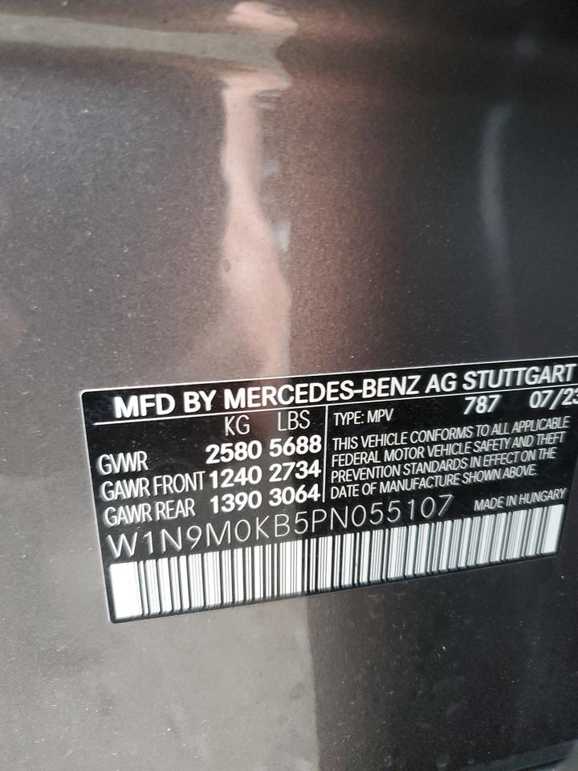 MFD BY MERCEDES-BENZ AG STUTTGART
KG LBS TYPE: MPV 787 07/23
GVWR 2580 5688 THIS VEHICLE CONFORMS TO ALL APPLICABLE
FEDERAL MOTOR VEHICLE SAFETY AND THEFT
GAWR FRONT 1240 2734 PREVENTION STANDARDS IN EFFECT ON THE
GAWR REAR 1390 3064 DATE OF MANUFACTURE SHOWN ABOVE.
W1N9M0KB5PN055107 MADE IN HUNGARY